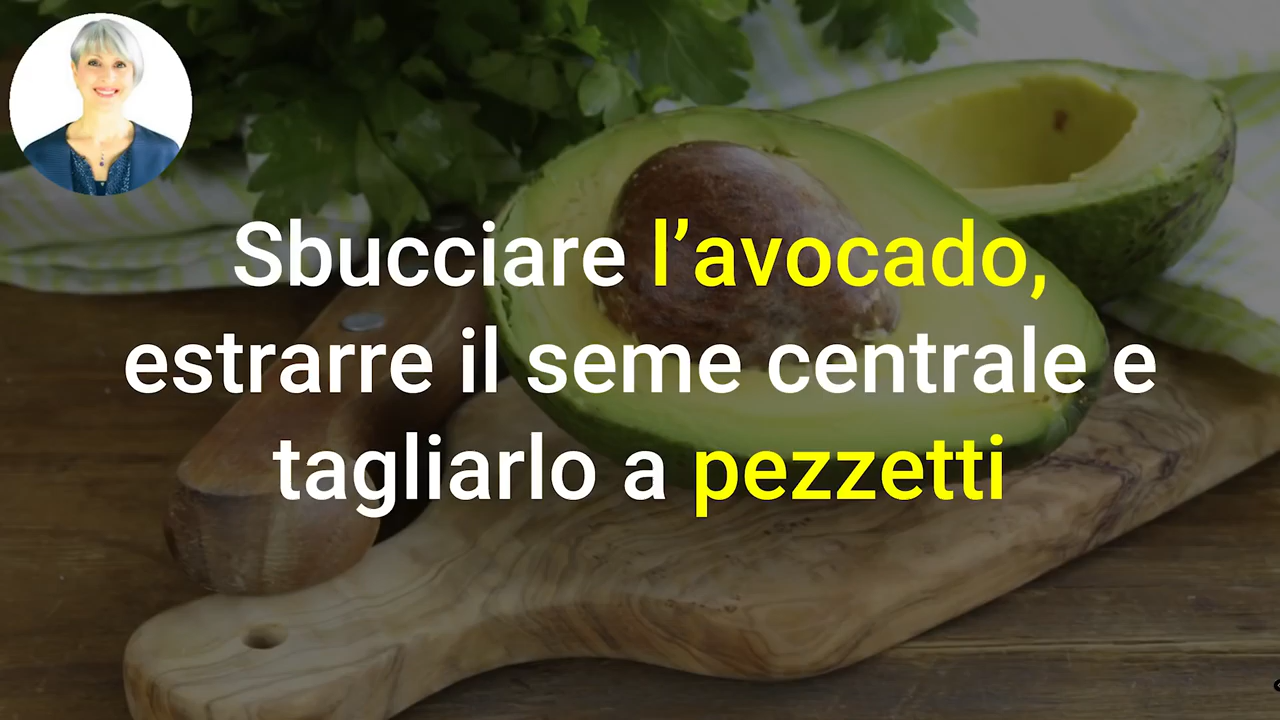 Sbucciare l’avocado,
estrarre il seme centrale e
tagliarlo a pezzetti